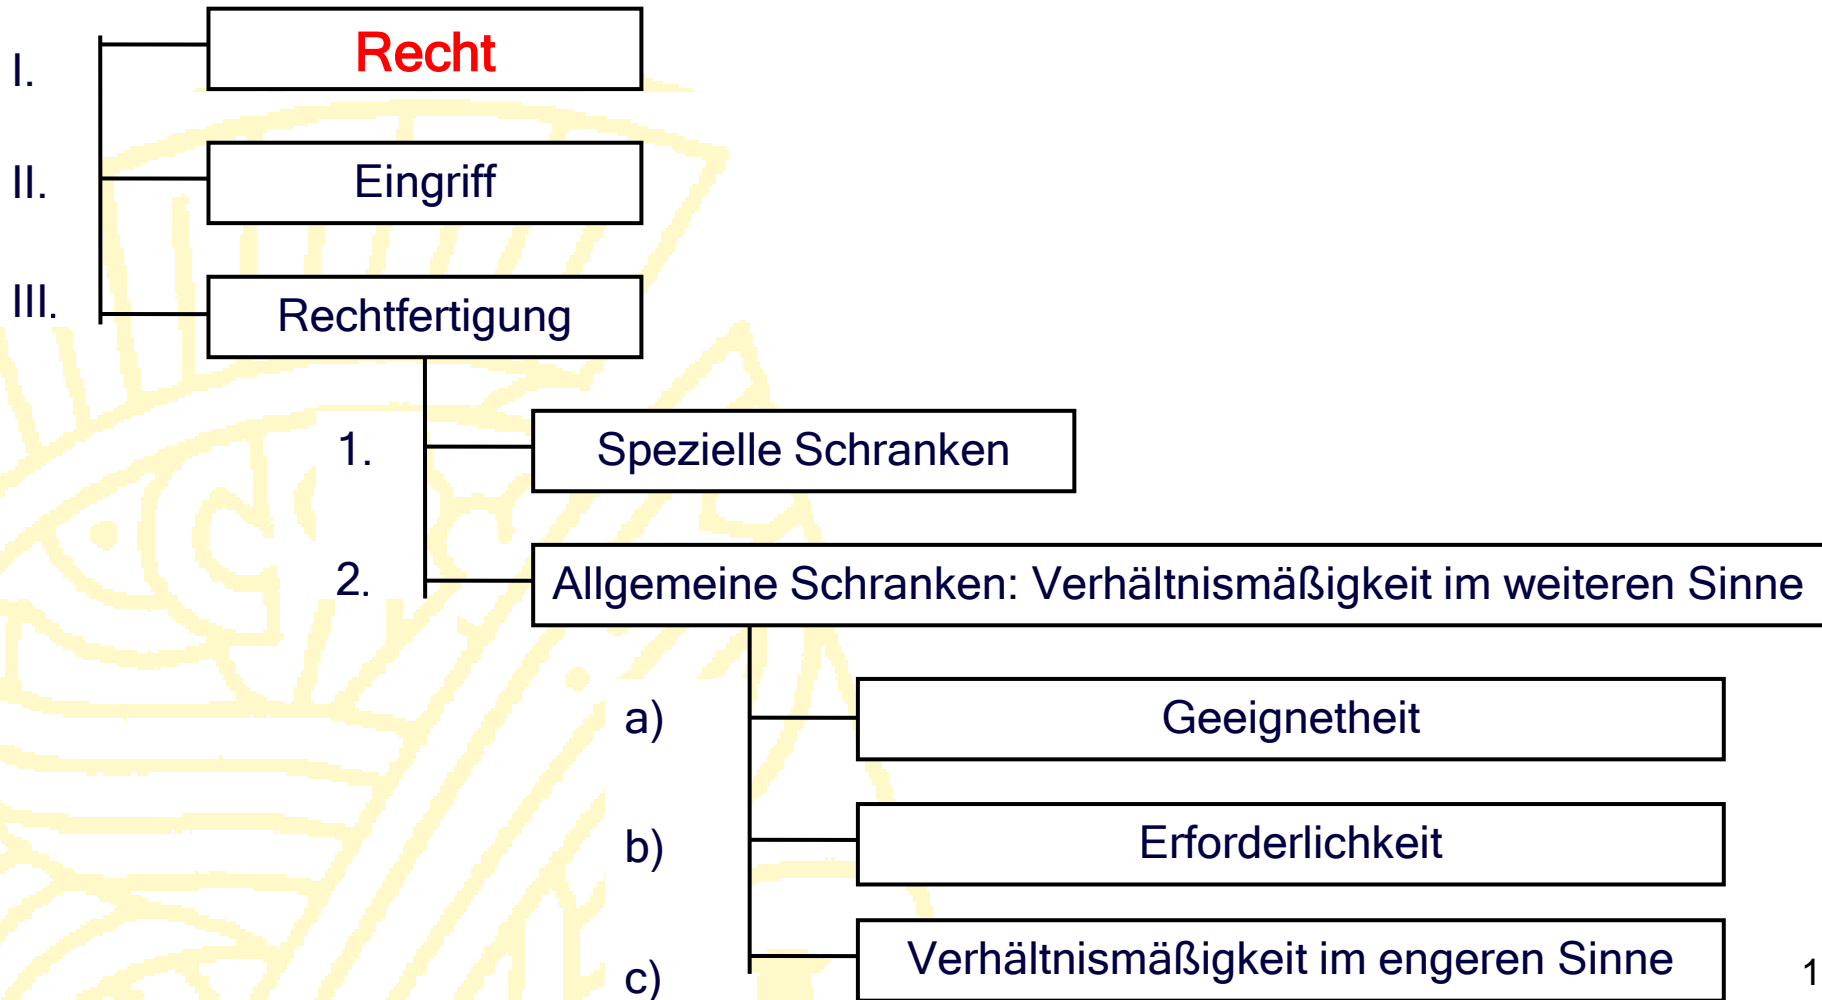 I. Recht
II. Eingriff
III. Rechtfertigung
1. Spezielle Schranken
2. Allgemeine Schranken: Verhältnismäßigkeit im weiteren Sinne
a) Geeignetheit
b) Erforderlichkeit
c) Verhältnismäßigkeit im engeren Sinne
1